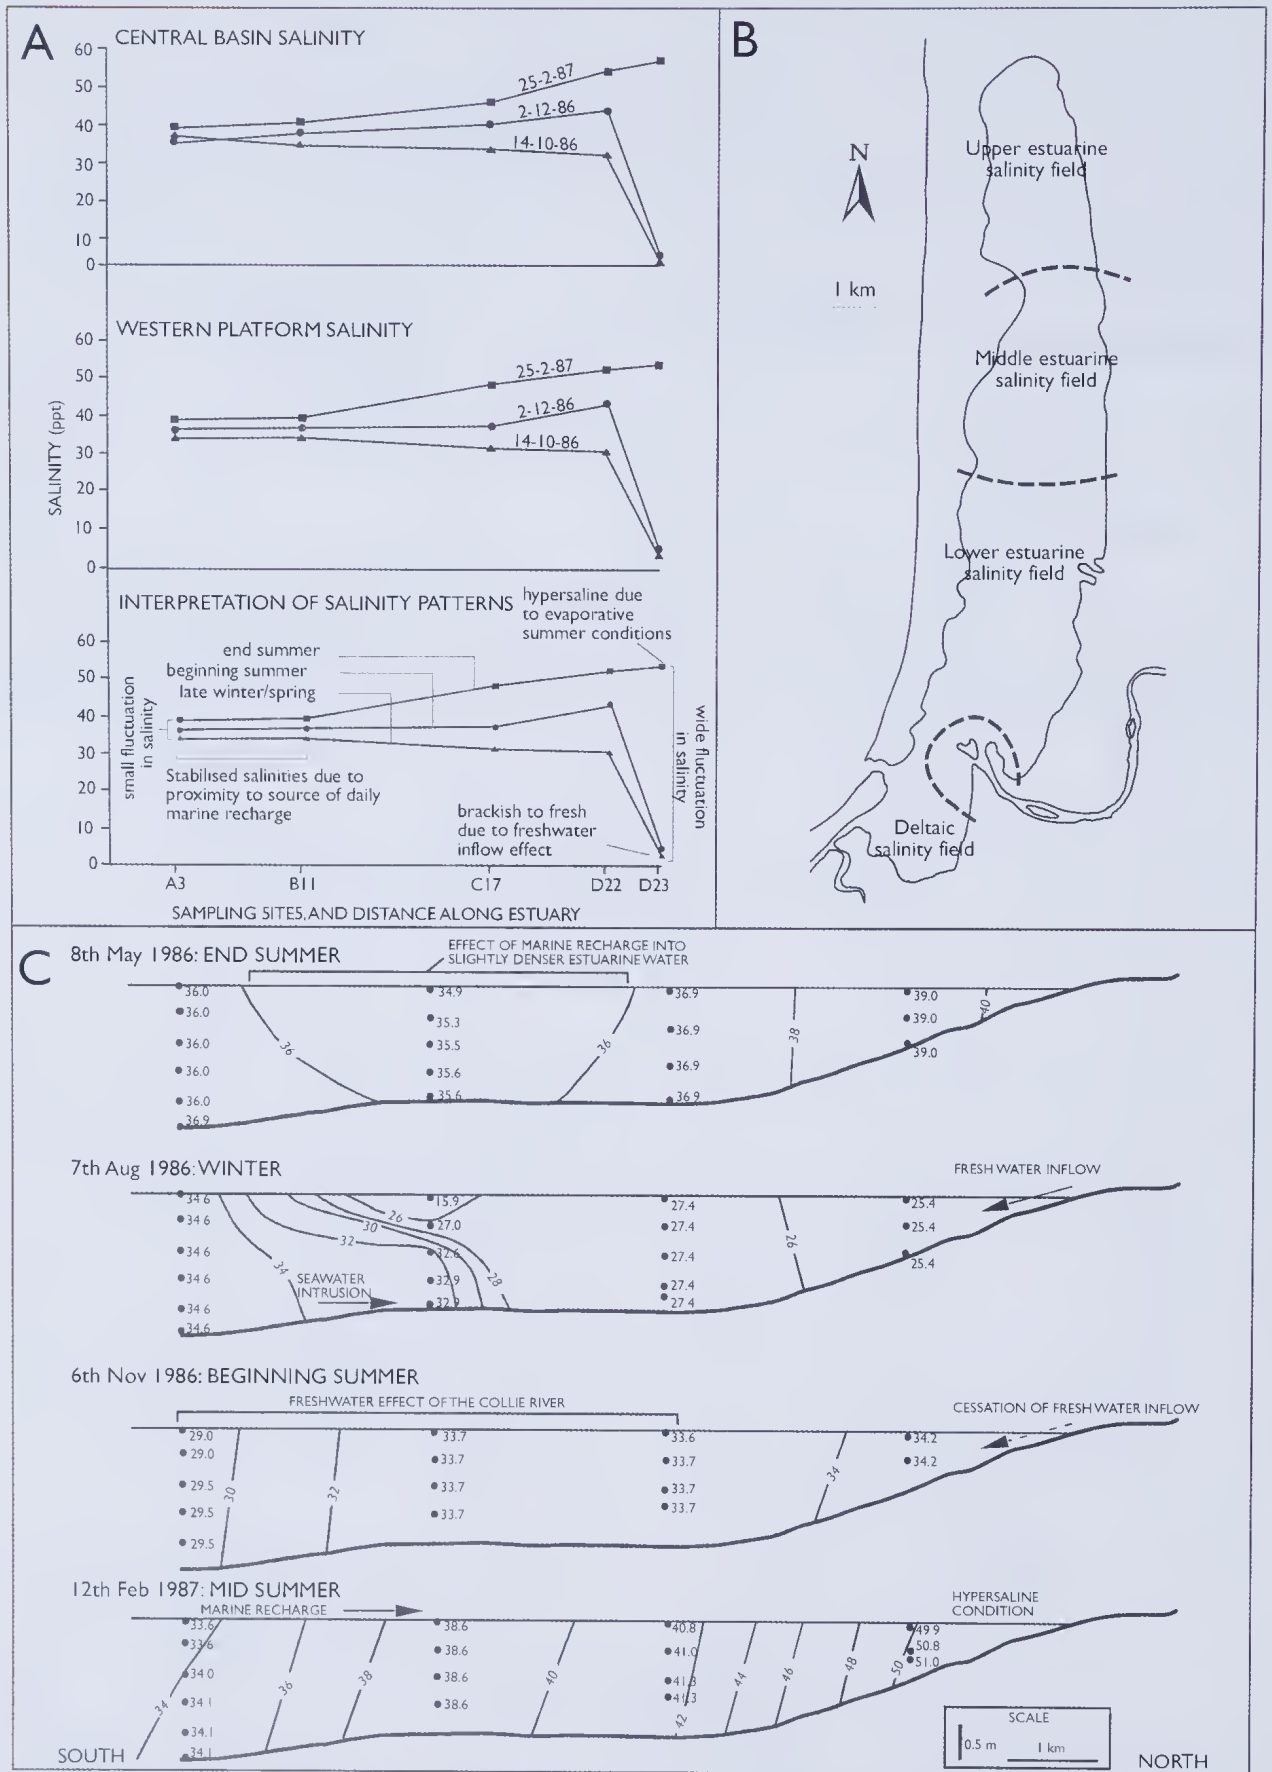 A
CENTRAL BASIN SALINITY
60
50
40
30
20
10
0
25-2-87
2-12-86
14-10-86
WESTERN PLATFORM SALINITY
60
50
40
30
20
10
0
25-2-87
2-12-86
14-10-86
SALINITY (ppt)
INTERPRETATION OF SALINITY PATTERNS
hypersaline due
to evaporative
summer conditions
60
50
40
30
20
10
0
end summer
beginning summer
late winter/spring
small fluctuation
in salinity
wide fluctuation
in salinity
Stabilised salinities due to
proximity to source of daily
marine recharge
brackish to fresh
due to freshwater
inflow effect
A3 B11 C17 D22 D23
SAMPLING SITES, AND DISTANCE ALONG ESTUARY
B
N
1 km
Upper estuarine
salinity field
Middle estuarine
salinity field
Lower estuarine
salinity field
Deltaic
salinity field
C
8th May 1986: END SUMMER
EFFECT OF MARINE RECHARGE INTO
SLIGHTLY DENSER ESTUARINE WATER
36.0 34.9 36.9 39.0
36.0 35.3 36.9 39.0
36.0 35.5 36.9 39.0
36.0 35.6 36.9
36.0 35.6
36.9
36 36 38 40
7th Aug 1986: WINTER
FRESH WATER INFLOW
34.6 15.9 27.4 25.4
34.6 27.0 27.4 25.4
34.6 32.6 27.4 25.4
34.6 32.9 27.4
34.6 32.9 27.4
34.6
34 32 30 26 28 26
SEAWATER
INTRUSION
6th Nov 1986: BEGINNING SUMMER
FRESHWATER EFFECT OF THE COLLIE RIVER
CESSATION OF FRESH WATER INFLOW
29.0 33.7 33.6 34.2
29.0 33.7 33.7 34.2
29.5 33.7 33.7
29.5 33.7 33.7
29.5
30 32 34
12th Feb 1987: MID SUMMER
MARINE RECHARGE
HYPERSALINE
CONDITION
33.6 38.6 40.8 49.9
33.6 38.6 41.0 50.8
34.0 38.6 41.3 51.0
34.1 38.6 41.3
34.1
34.1
34 36 38 40 42 44 46 48 50
SOUTH
SCALE
0.5 m 1 km
NORTH